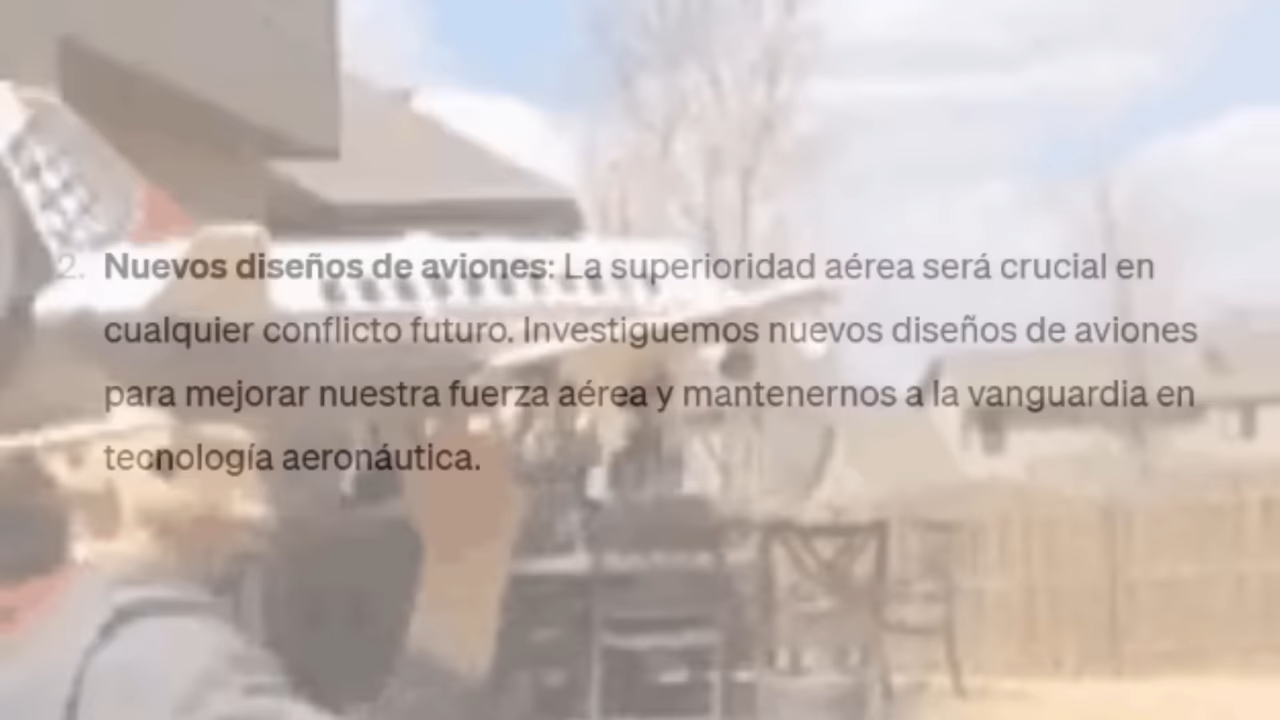 2. Nuevos diseños de aviones: La superioridad aérea será crucial en
cualquier conflicto futuro. Investiguemos nuevos diseños de aviones
para mejorar nuestra fuerza aérea y mantenernos a la vanguardia en
tecnología aeronáutica.